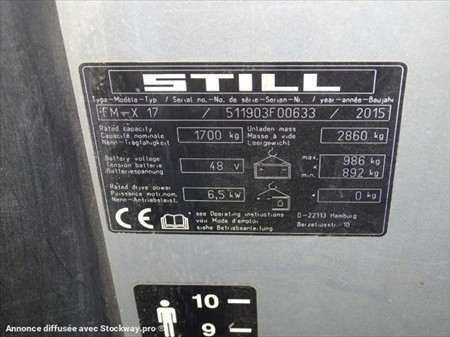 STILL
Type-Modèle-Typ / Serial no.-No. de série-Serien-Nr. / year-année-Baujahr
FM-X 17 / 511903F00633 / 2015
Rated capacity
Capacité nominale
Nenn-Tragfähigkeit
1700 kg
Unladen mass
Masse à vide
Leergewicht
2860 kg
Battery voltage
Tension batterie
Batteriespannung
48 V
max. 986 kg
min. 892 kg
Rated drive power
Puissance motr.nom.
Nenn-Antriebsleist.
6,5 kW
0 kg
CE
see Operating instructions
voir Mode d'emploi
siehe Betriebsanleitung
D-22113 Hamburg
Berzeliusstr. 10
10
9
Annonce diffusée avec Stockway.pro ®